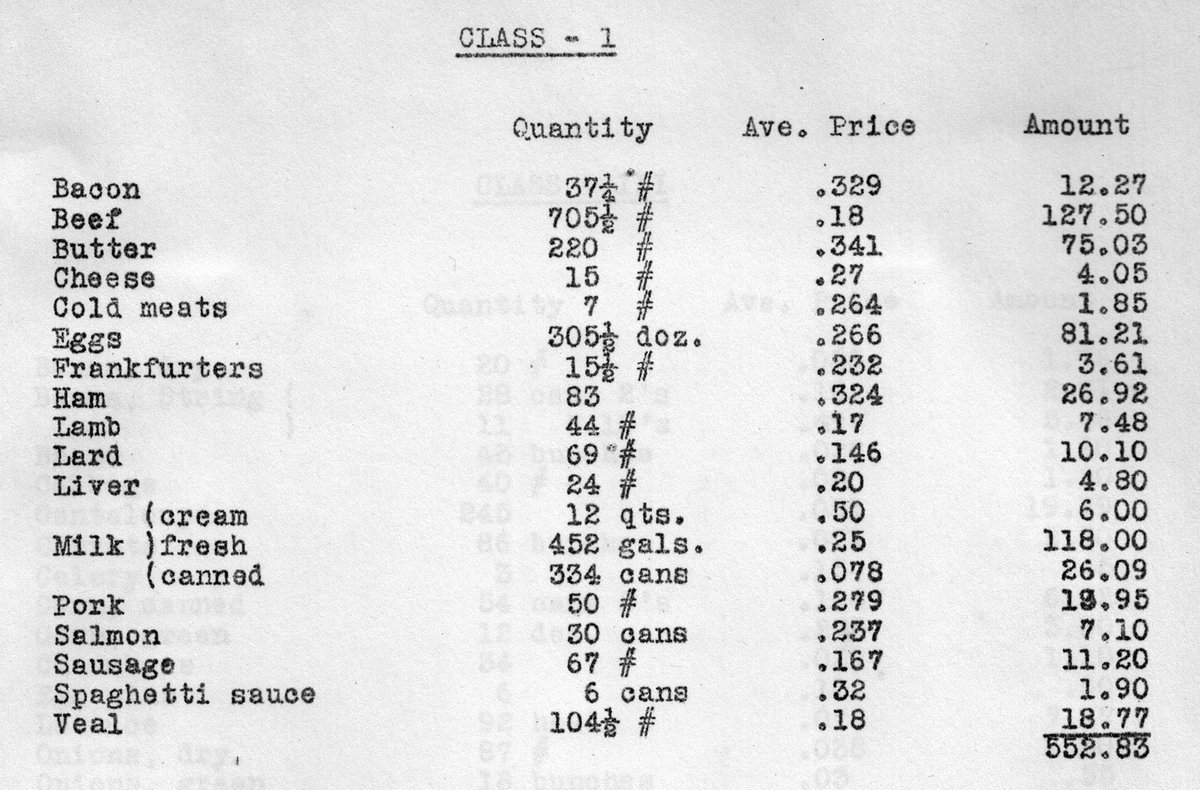 CLASS - 1
Quantity Ave. Price Amount
Bacon 37¼ # .329 12.27
Beef 705½ # .18 127.50
Butter 220 # .341 75.03
Cheese 15 # .27 4.05
Cold meats 7 # .264 1.85
Eggs 305½ doz. .266 81.21
Frankfurters 15½ # .232 3.61
Ham 83 .324 26.92
Lamb 44 # .17 7.48
Lard 69 # .146 10.10
Liver 24 # .20 4.80
(cream 12 qts. .50 6.00
Milk )fresh 452 gals. .25 118.00
(canned 334 cans .078 26.09
Pork 50 # .279 13.95
Salmon 30 cans .237 7.10
Sausage 67 # .167 11.20
Spaghetti sauce 6 cans .32 1.90
Veal 104½ # .18 18.77
552.83